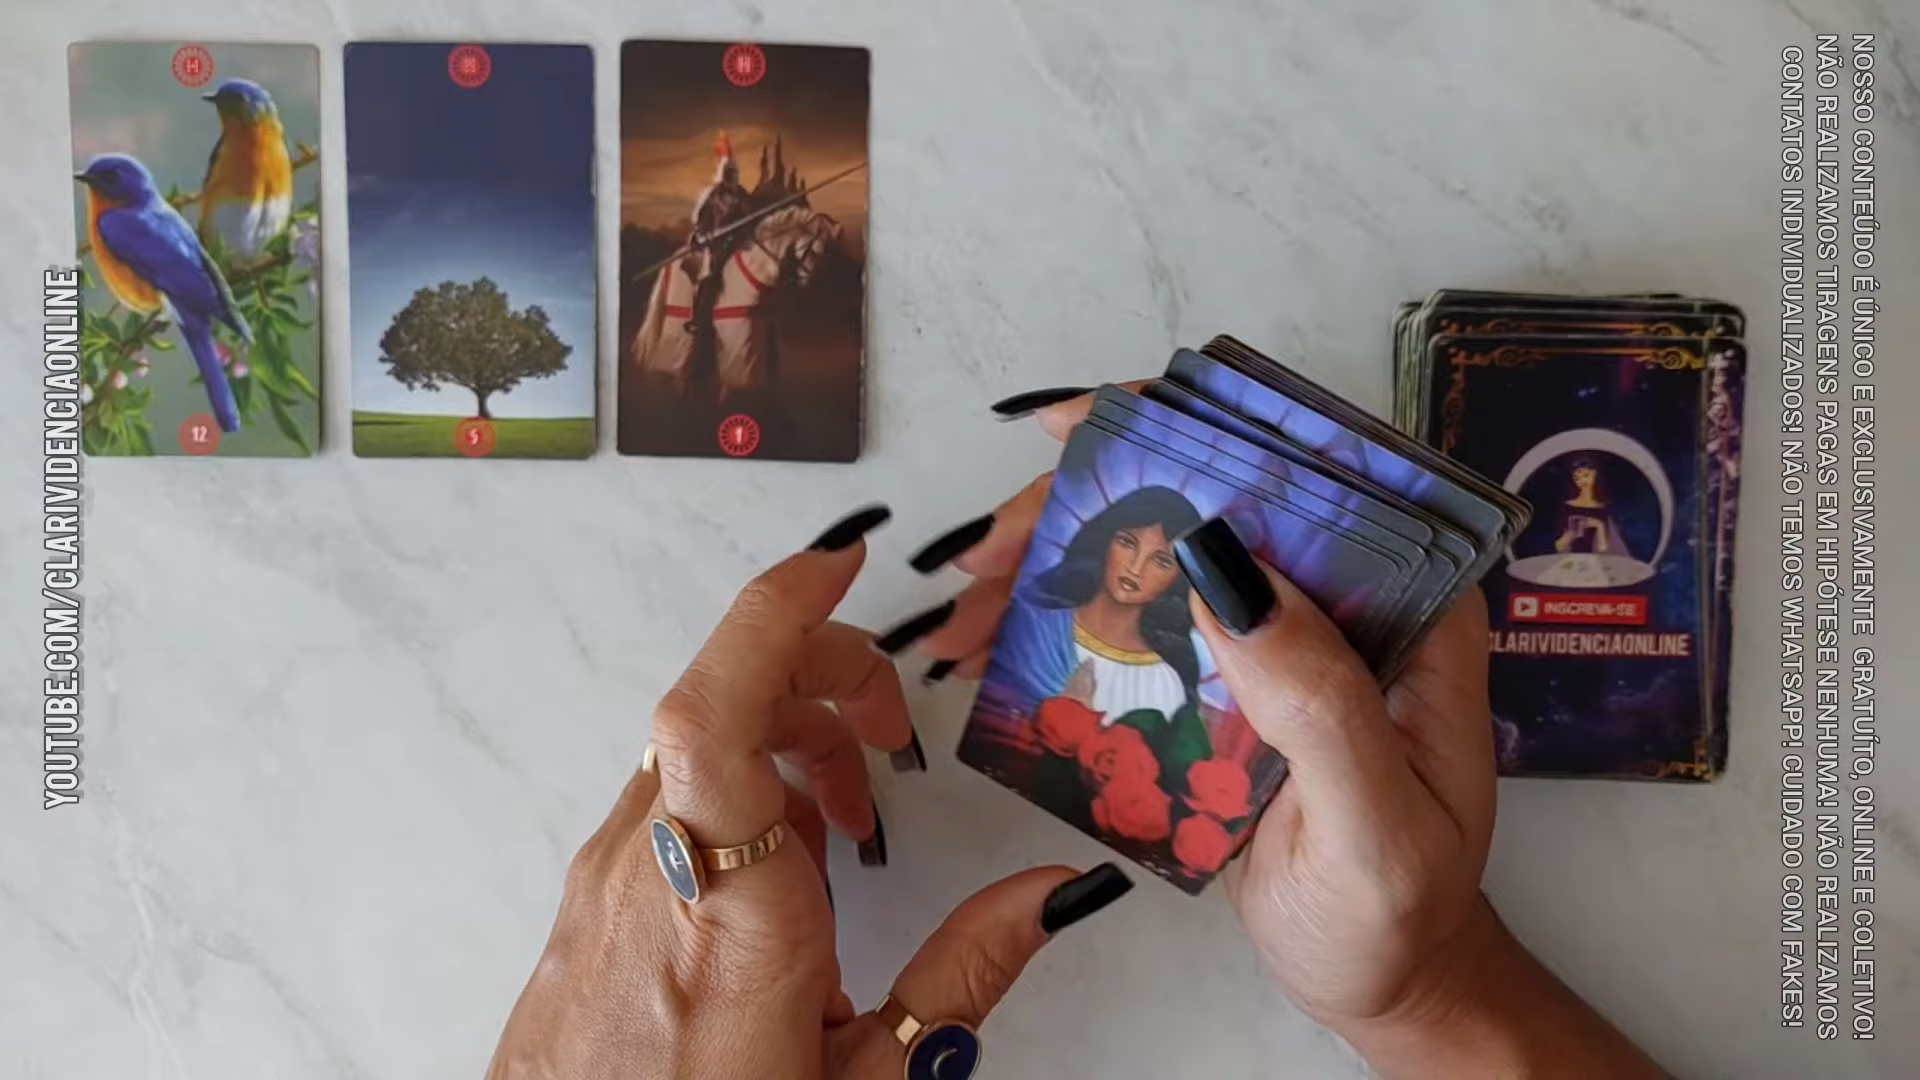 YOUTUBE.COM/CLARIVIDENCIAONLINE
12
5
1
INSCREVA-SE
CLARIVIDENCIAONLINE
NOSSO CONTEÚDO É ÚNICO E EXCLUSIVAMENTE GRATUÍTO, ONLINE E COLETIVO!
NÃO REALIZAMOS TIRAGENS PAGAS EM HIPÓTESE NENHUMA! NÃO REALIZAMOS
CONTATOS INDIVIDUALIZADOS! NÃO TEMOS WHATSAPP! CUIDADO COM FAKES!